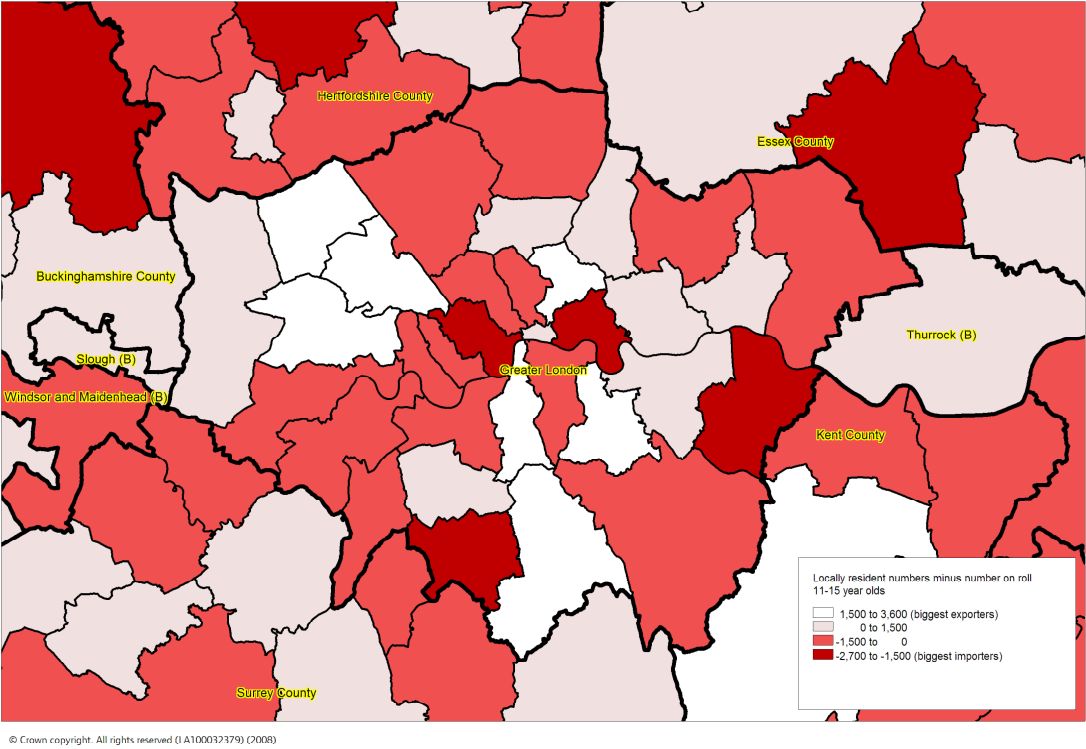 Hertfordshire County
Essex County
Buckinghamshire County
Thurrock (B)
Slough (B)
Greater London
Windsor and Maidenhead (B)
Kent County
Locally resident numbers minus number on roll
11-15 year olds
1,500 to 3,600 (biggest exporters)
0 to 1,500
-1,500 to 0
-2,700 to -1,500 (biggest importers)
Surrey County
© Crown copyright. All rights reserved (LA100032379) (2008)